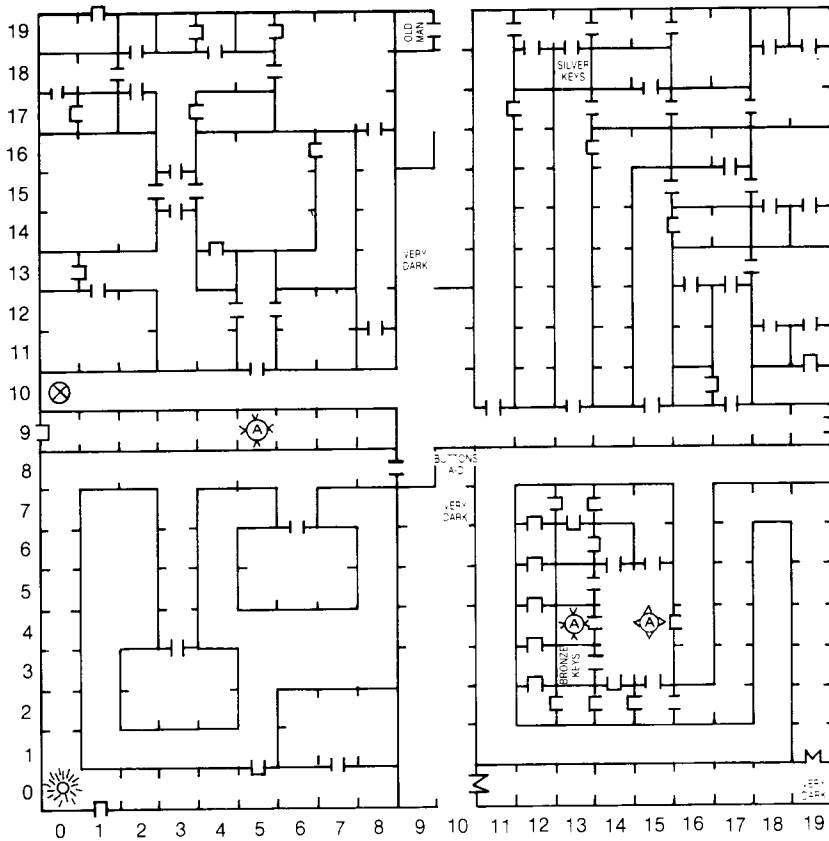 19
18
17
16
15
14
13
12
11
10
9
8
7
6
5
4
3
2
1
0
OLD
MAN
SILVER
KEYS
VERY
DARK
A
BUTTONS
A-D
VERY
DARK
A
A
BRONZE
KEYS
VERY
DARK
0 1 2 3 4 5 6 7 8 9 10 11 12 13 14 15 16 17 18 19